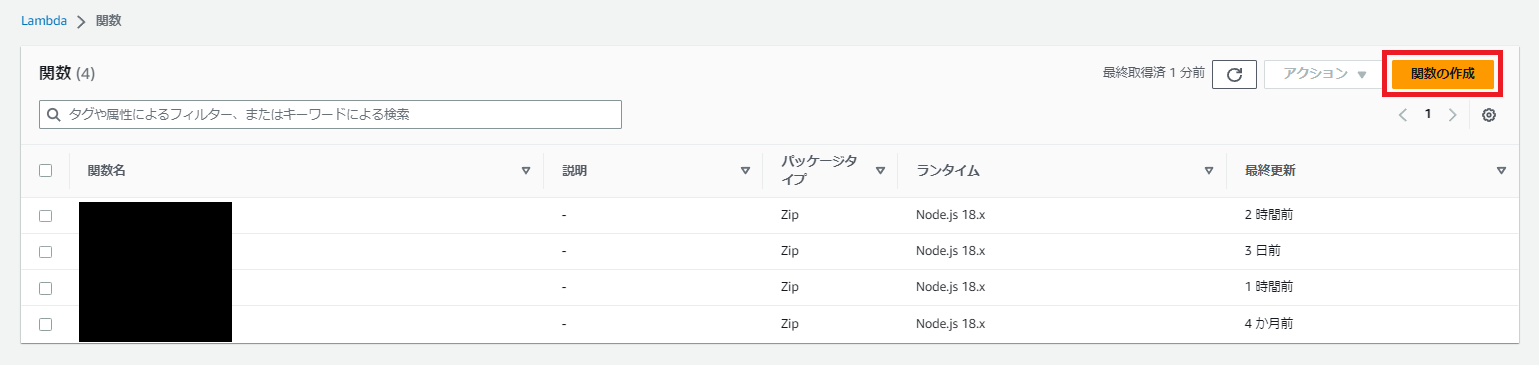 Lambda > 関数
関数 (4)
最終取得済 1 分前
アクション ▼
関数の作成
タグや属性によるフィルター、またはキーワードによる検索
1
関数名 説明 パッケージタイプ ランタイム 最終更新
- Zip Node.js 18.x 2 時間前
- Zip Node.js 18.x 3 日前
- Zip Node.js 18.x 1 時間前
- Zip Node.js 18.x 4 か月前